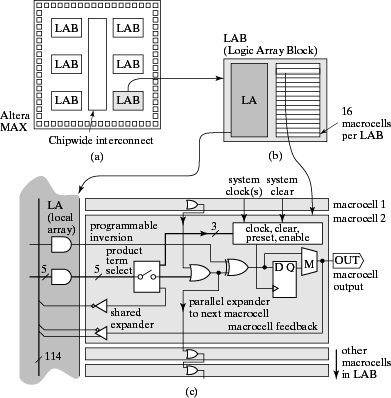 LAB
LAB
LAB
LAB
LAB
LAB
Altera
MAX
Chipwide interconnect
(a)
LAB
(Logic Array Block)
LA
16
macrocells
per LAB
(b)
system
clock(s)
system
clear
LA
(local
array)
programmable
inversion
product
term
select
3
clock, clear,
preset, enable
macrocell 1
macrocell 2
5
5
D Q
M
OUT
macrocell
output
shared
expander
parallel expander
to next macrocell
macrocell feedback
114
other
macrocells
in LAB
(c)